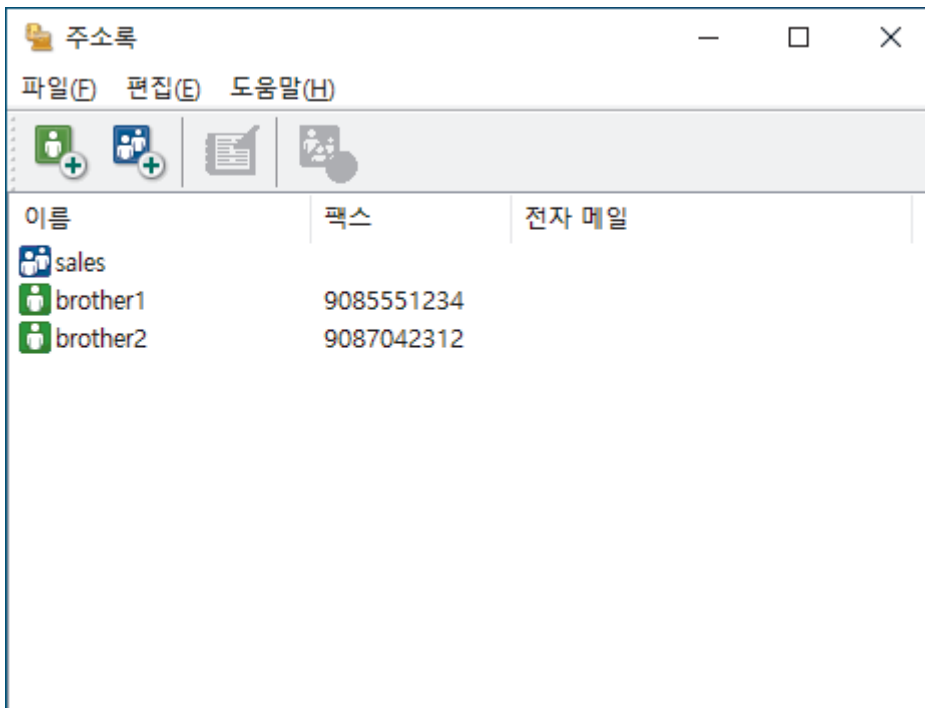 주소록
파일(F) 편집(E) 도움말(H)
이름 팩스 전자 메일
sales
brother1 9085551234
brother2 9087042312